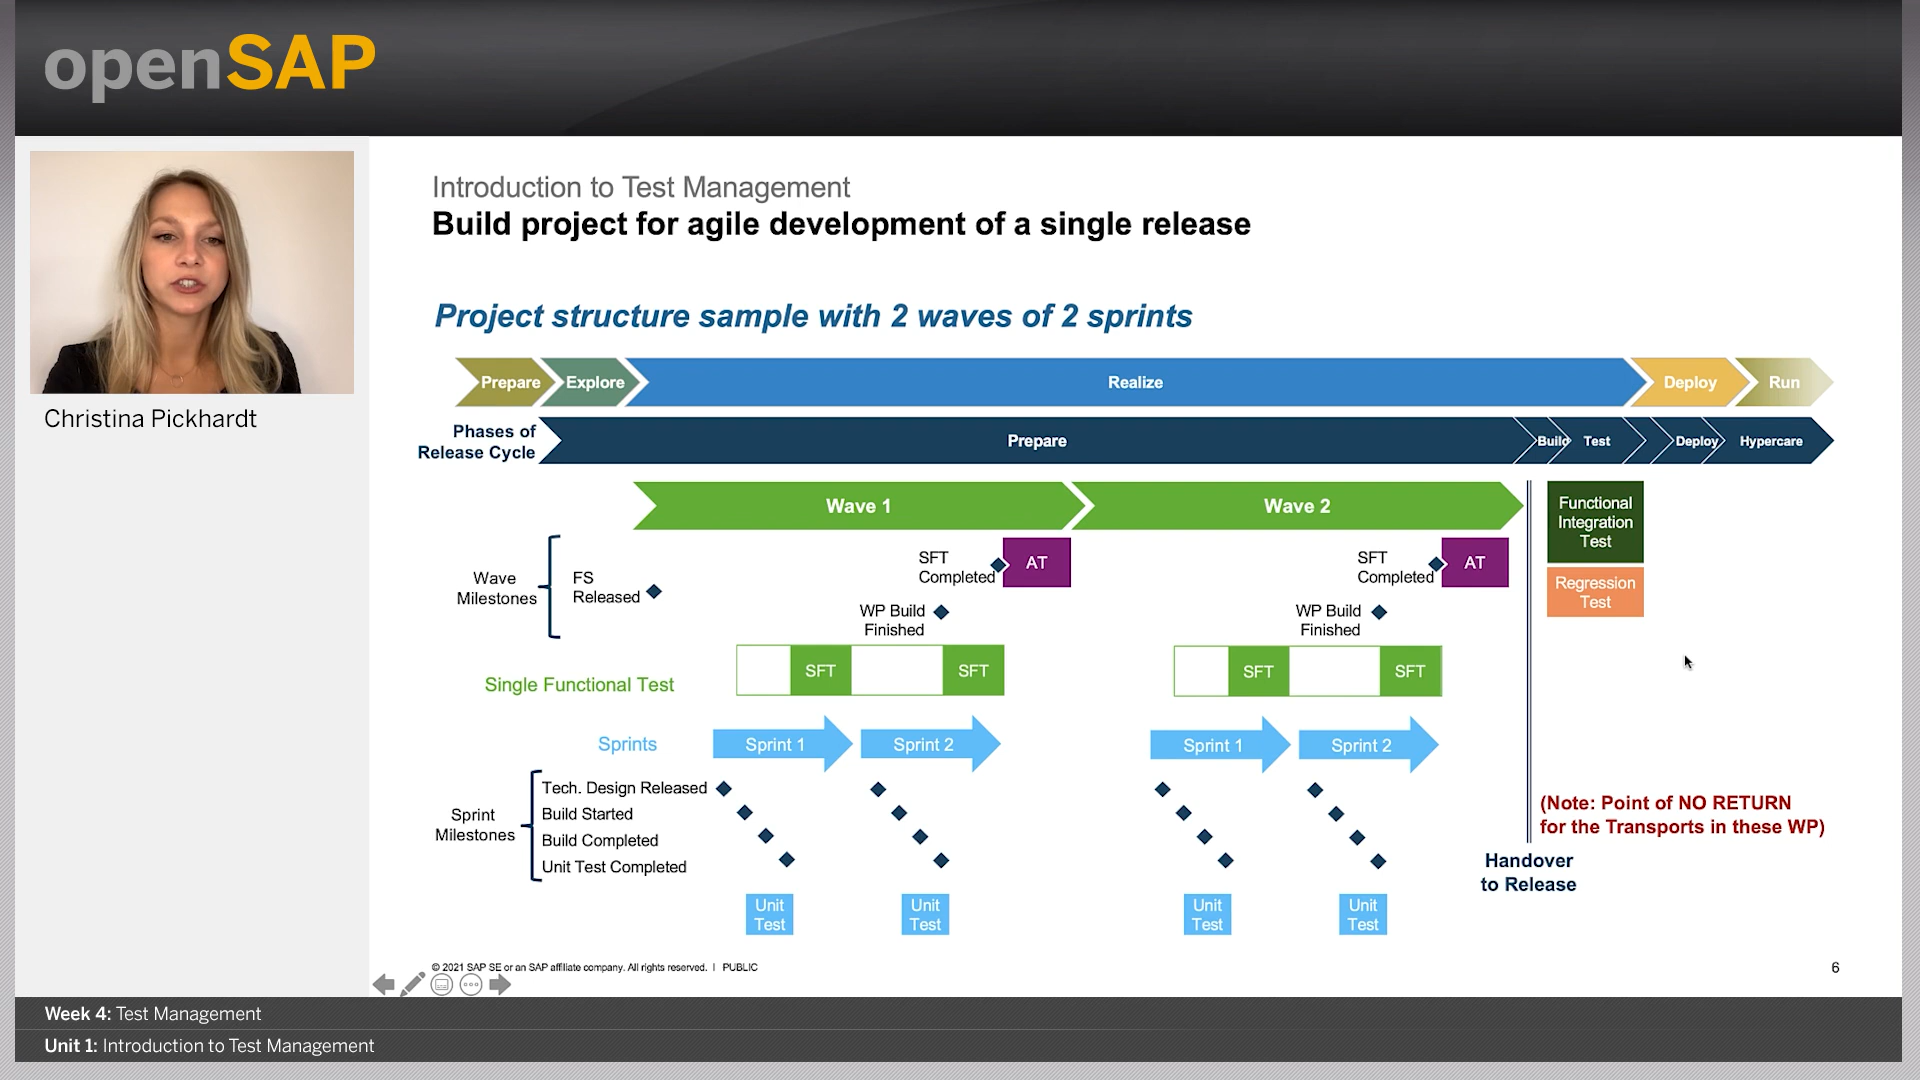 openSAP
Christina Pickhardt
Introduction to Test Management
Build project for agile development of a single release
Project structure sample with 2 waves of 2 sprints
Prepare
Explore
Realize
Deploy
Run
Phases of
Release Cycle
Prepare
Build
Test
Deploy
Hypercare
Wave 1
Wave 2
Functional
Integration
Test
Regression
Test
Wave
Milestones
FS
Released
SFT
Completed
AT
WP Build
Finished
SFT
Completed
AT
WP Build
Finished
Single Functional Test
SFT
SFT
SFT
SFT
Sprints
Sprint 1
Sprint 2
Sprint 1
Sprint 2
Sprint
Milestones
Tech. Design Released
Build Started
Build Completed
Unit Test Completed
(Note: Point of NO RETURN
for the Transports in these WP)
Handover
to Release
Unit
Test
Unit
Test
Unit
Test
Unit
Test
© 2021 SAP SE or an SAP affiliate company. All rights reserved. | PUBLIC
6
Week 4: Test Management
Unit 1: Introduction to Test Management